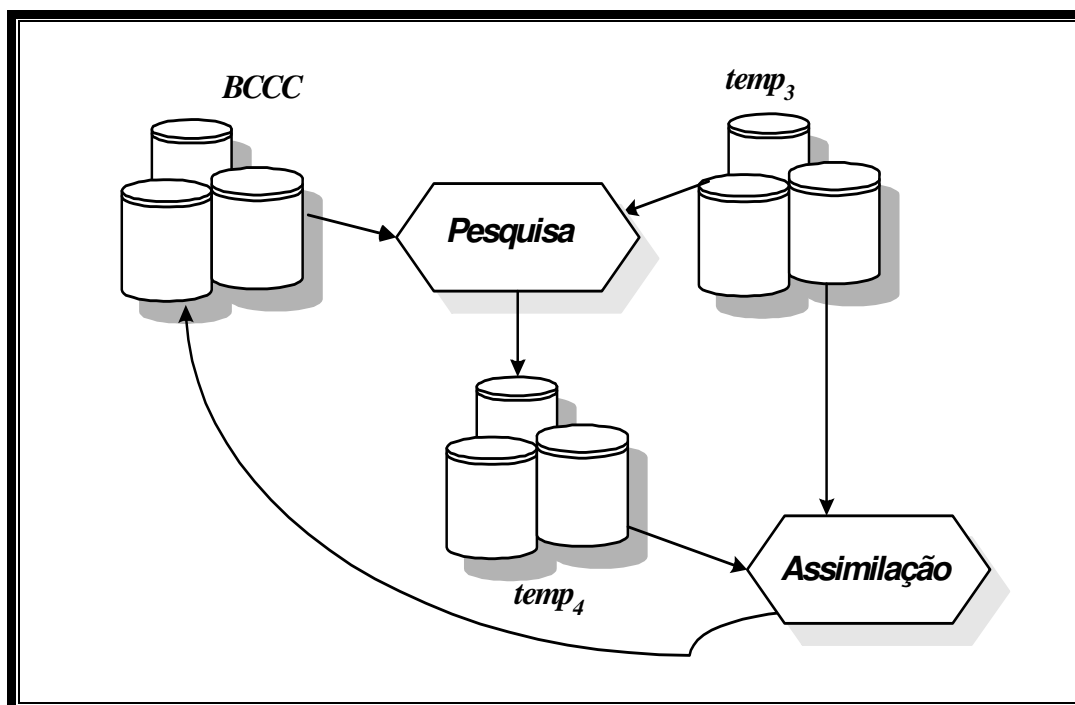 BCCC
temp₃
Pesquisa
temp₄
Assimilação